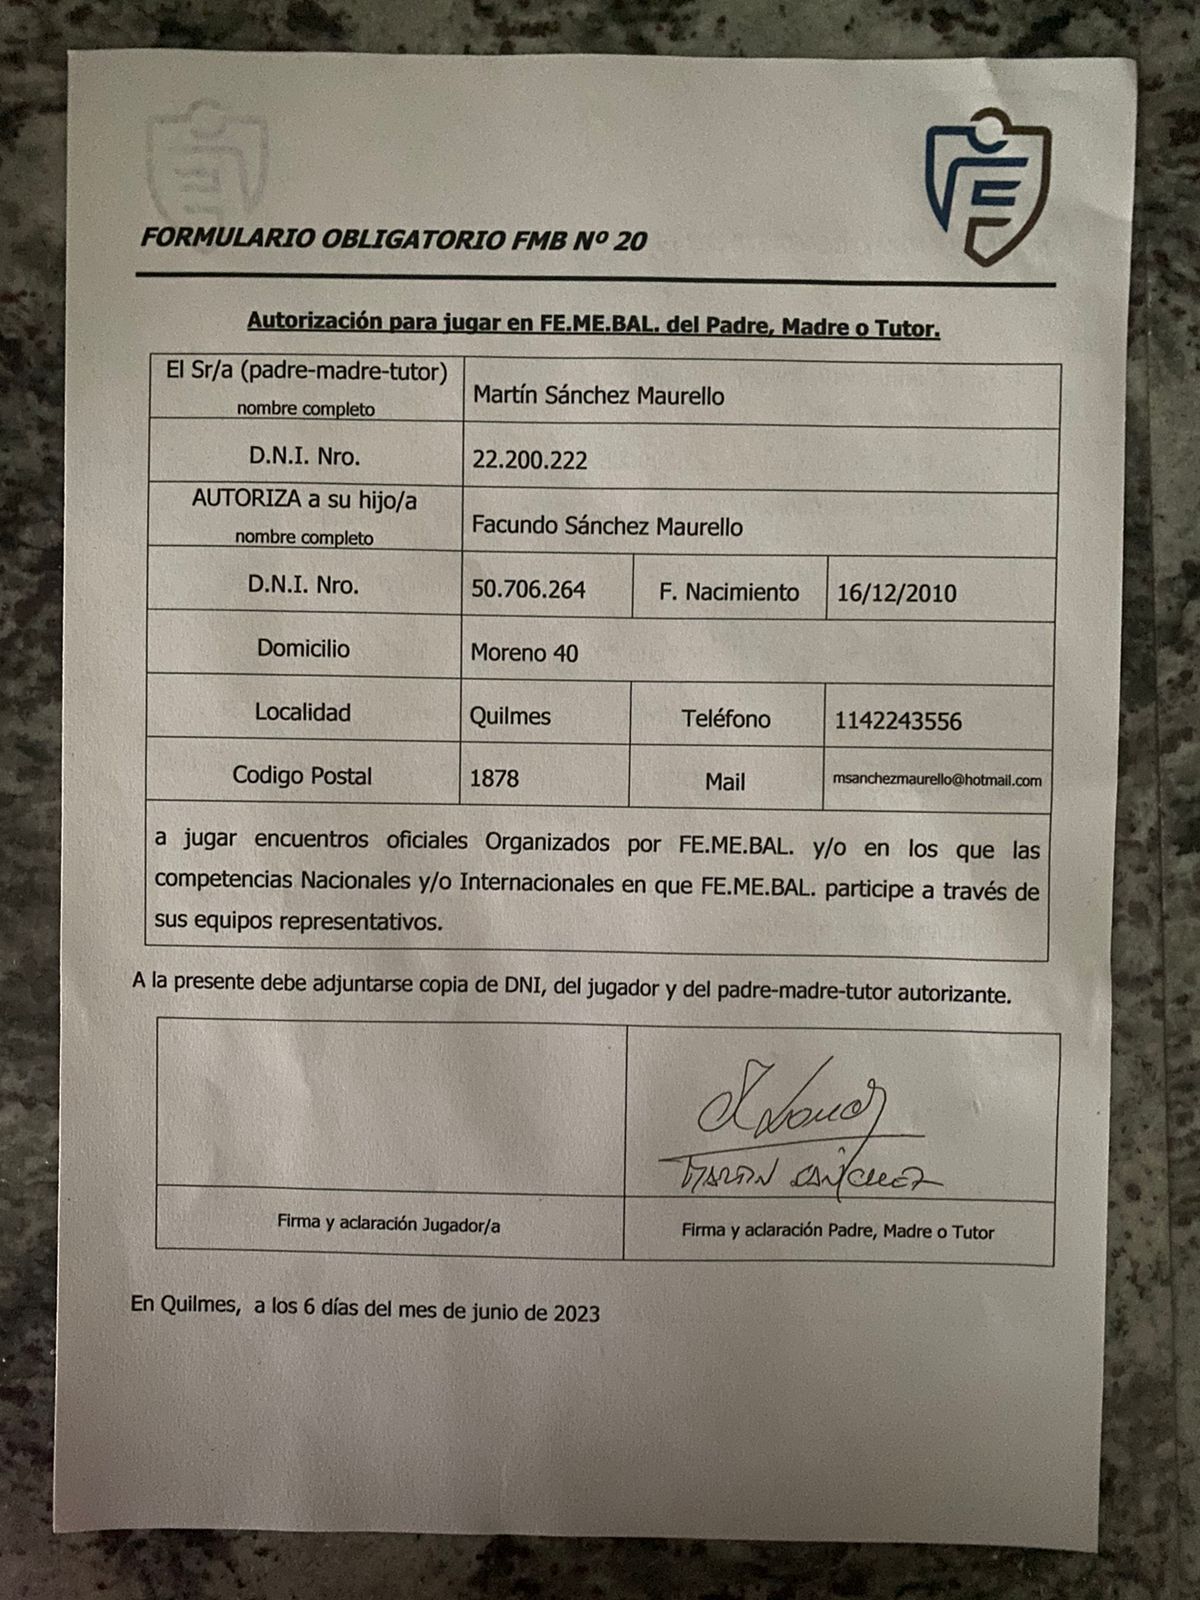 FORMULARIO OBLIGATORIO FMB Nº 20
Autorización para jugar en FE.ME.BAL. del Padre, Madre o Tutor.
El Sr/a (padre-madre-tutor)
nombre completo
Martín Sánchez Maurello
D.N.I. Nro.
22.200.222
AUTORIZA a su hijo/a
nombre completo
Facundo Sánchez Maurello
D.N.I. Nro.
50.706.264
F. Nacimiento
16/12/2010
Domicilio
Moreno 40
Localidad
Quilmes
Teléfono
1142243556
Codigo Postal
1878
Mail
msanchezmaurello@hotmail.com
a jugar encuentros oficiales Organizados por FE.ME.BAL. y/o en los que las
competencias Nacionales y/o Internacionales en que FE.ME.BAL. participe a través de
sus equipos representativos.
A la presente debe adjuntarse copia de DNI, del jugador y del padre-madre-tutor autorizante.
MARTIN SANCHEZ
Firma y aclaración Jugador/a
Firma y aclaración Padre, Madre o Tutor
En Quilmes, a los 6 días del mes de junio de 2023